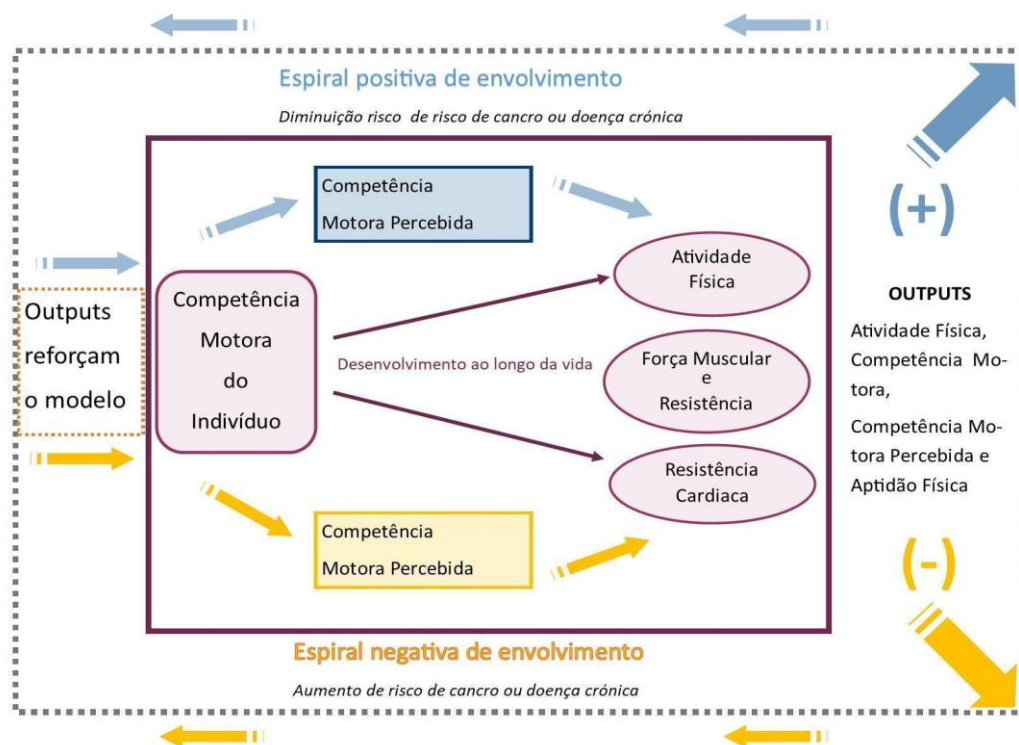 Espiral positiva de envolvimento
Diminuição risco de risco de cancro ou doença crónica
Competência
Motora Percebida
(+)
Atividade
Física
OUTPUTS
Atividade Física,
Competência Mo-
tora,
Competência Mo-
tora Percebida e
Aptidão Física
Outputs
reforçam
o modelo
Competência
Motora
do
Indivíduo
Desenvolvimento ao longo da vida
Força Muscular
e
Resistência
Resistência
Cardiaca
Competência
Motora Percebida
(-)
Espiral negativa de envolvimento
Aumento de risco de cancro ou doença crónica